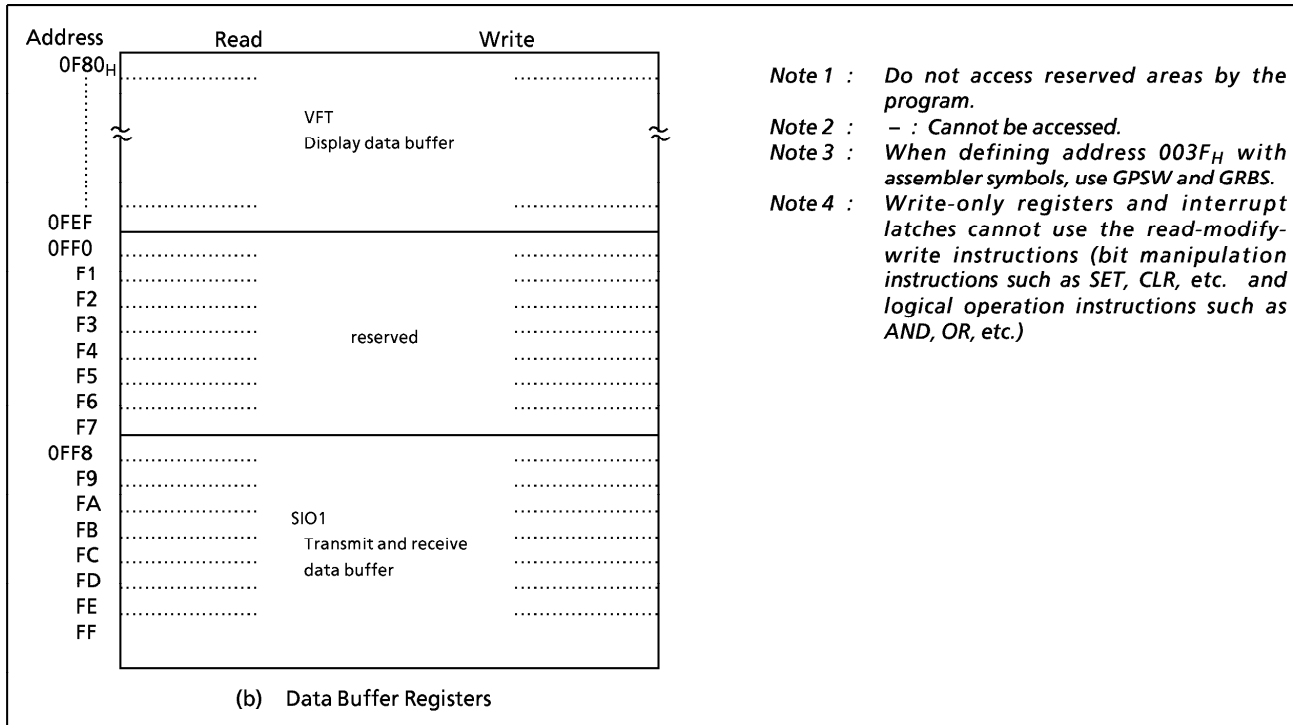 Address Read Write
0F80H
VFT
Display data buffer
0FEF
0FF0
F1
F2
F3
reserved
F4
F5
F6
F7
0FF8
F9
FA
SIO1
FB
Transmit and receive
FC
data buffer
FD
FE
FF
(b) Data Buffer Registers
Note 1 : Do not access reserved areas by the
program.
Note 2 : – : Cannot be accessed.
Note 3 : When defining address 003FH with
assembler symbols, use GPSW and GRBS.
Note 4 : Write-only registers and interrupt
latches cannot use the read-modify-
write instructions (bit manipulation
instructions such as SET, CLR, etc. and
logical operation instructions such as
AND, OR, etc.)